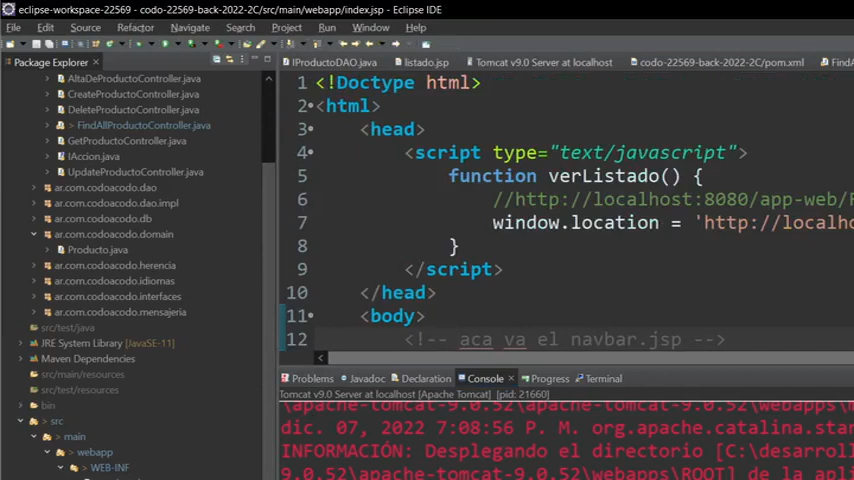 eclipse-workspace-22569 - codo-22569-back-2022-2C/src/main/webapp/index.jsp - Eclipse IDE
File Edit Source Refactor Navigate Search Project Run Window Help
Package Explorer
AltaDeProductoController.java
CreateProductoController.java
DeleteProductoController.java
> FindAllProductoController.java
GetProductoController.java
IAccion.java
UpdateProductoController.java
ar.com.codoacodo.dao
ar.com.codoacodo.dao.impl
ar.com.codoacodo.db
ar.com.codoacodo.domain
Producto.java
ar.com.codoacodo.herencia
ar.com.codoacodo.idiomas
ar.com.codoacodo.interfaces
ar.com.codoacodo.mensajeria
src/test/java
JRE System Library [JavaSE-11]
Maven Dependencies
src/main/resources
src/test/resources
bin
> src
> main
> webapp
> WEB-INF
IProductoDAO.java listado.jsp Tomcat v9.0 Server at localhost codo-22569-back-2022-2C/pom.xml FindA
1 <!Doctype html>
2 <html>
3 <head>
4 <script type="text/javascript">
5 function verListado() {
6 //http://localhost:8080/app-web/F
7 window.location = 'http://localho
8 }
9 </script>
10 </head>
11 <body>
12 <!-- aca va el navbar.jsp -->
Problems Javadoc Declaration Console Progress Terminal
Tomcat v9.0 Server at localhost [Apache Tomcat] [pid: 21660]
\apache-tomcat-9.0.52\apache-tomcat-9.0.52\webapps\m
dic. 07, 2022 7:08:56 P. M. org.apache.catalina.star
INFORMACIÓN: Desplegando el directorio [C:\desarroll
9.0.52\apache-tomcat-9.0.52\webapps\ROOT] de la apli